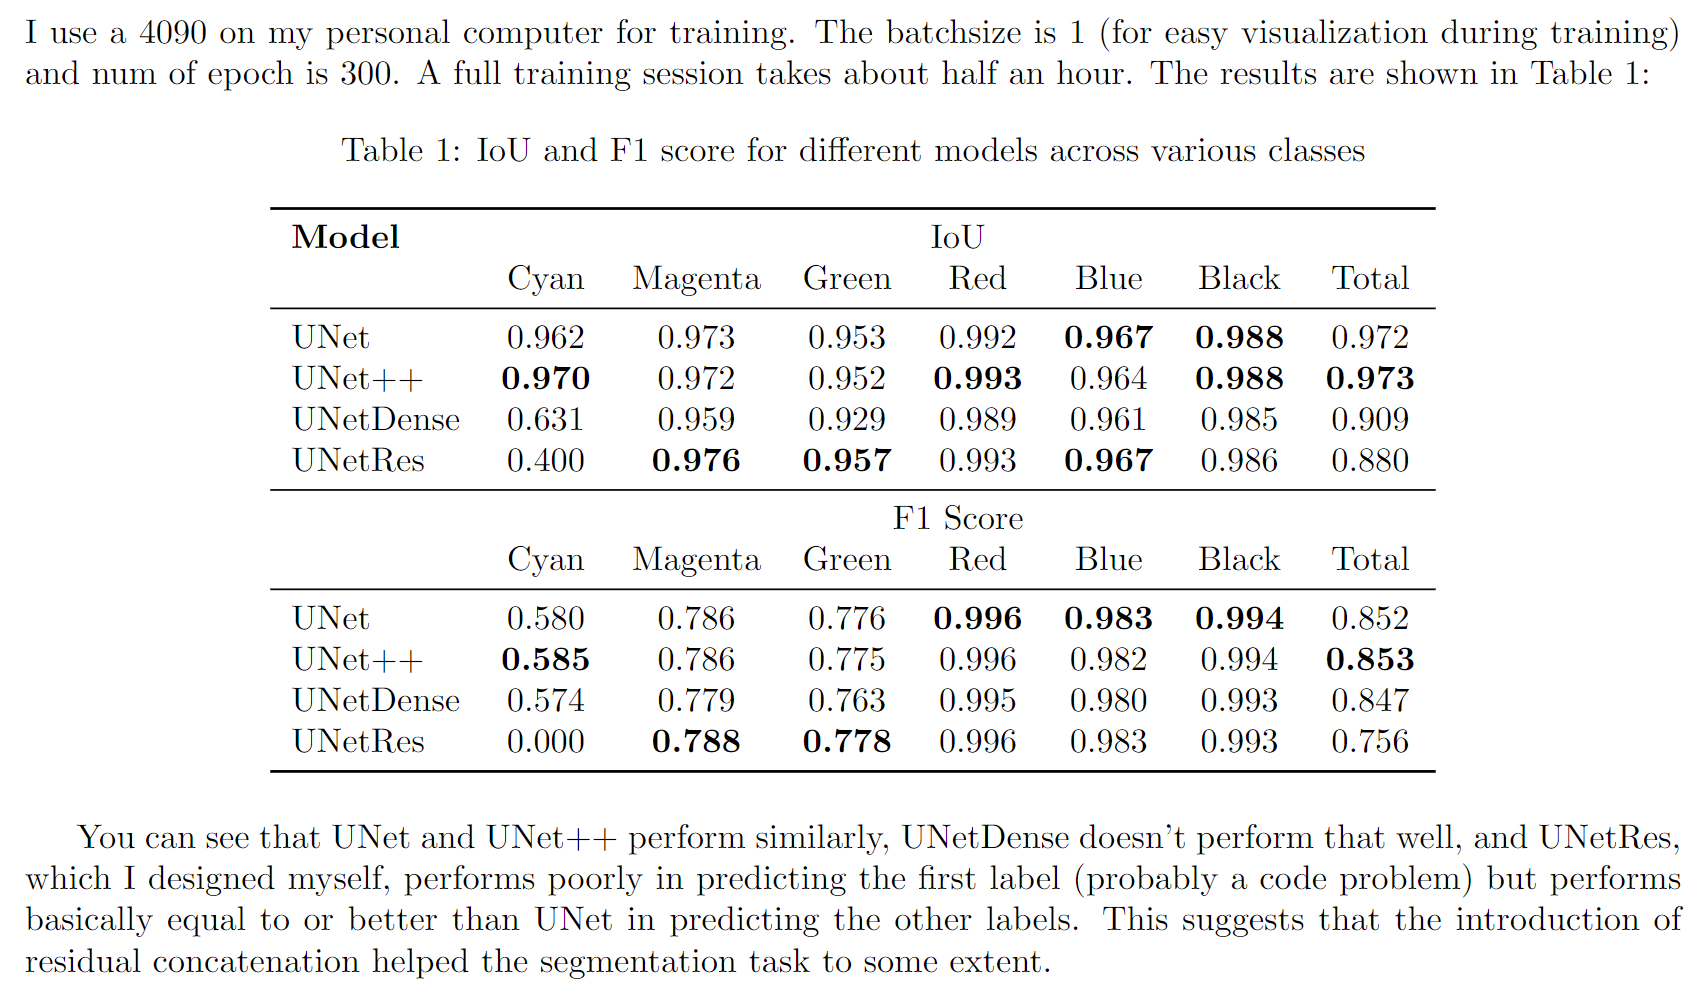 I use a 4090 on my personal computer for training. The batchsize is 1 (for easy visualization during training)
and num of epoch is 300. A full training session takes about half an hour. The results are shown in Table 1:
Table 1: IoU and F1 score for different models across various classes
Model IoU
Cyan Magenta Green Red Blue Black Total
UNet 0.962 0.973 0.953 0.992 0.967 0.988 0.972
UNet++ 0.970 0.972 0.952 0.993 0.964 0.988 0.973
UNetDense 0.631 0.959 0.929 0.989 0.961 0.985 0.909
UNetRes 0.400 0.976 0.957 0.993 0.967 0.986 0.880
F1 Score
Cyan Magenta Green Red Blue Black Total
UNet 0.580 0.786 0.776 0.996 0.983 0.994 0.852
UNet++ 0.585 0.786 0.775 0.996 0.982 0.994 0.853
UNetDense 0.574 0.779 0.763 0.995 0.980 0.993 0.847
UNetRes 0.000 0.788 0.778 0.996 0.983 0.993 0.756
You can see that UNet and UNet++ perform similarly, UNetDense doesn't perform that well, and UNetRes,
which I designed myself, performs poorly in predicting the first label (probably a code problem) but performs
basically equal to or better than UNet in predicting the other labels. This suggests that the introduction of
residual concatenation helped the segmentation task to some extent.